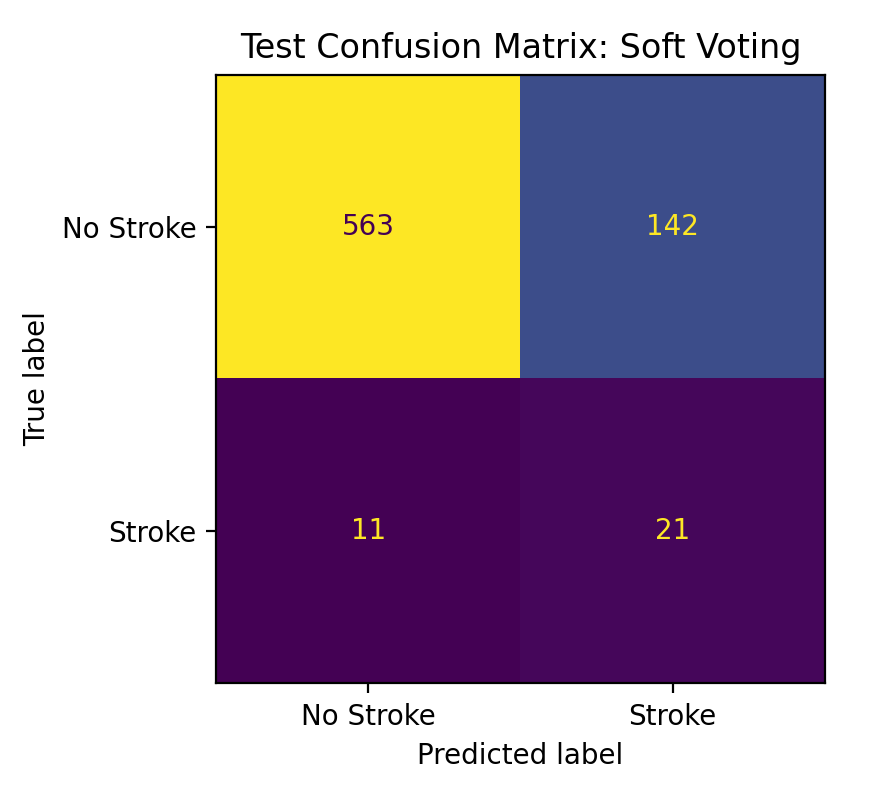 Test Confusion Matrix: Soft Voting
No Stroke
563
142
True label
Stroke
11
21
No Stroke
Stroke
Predicted label